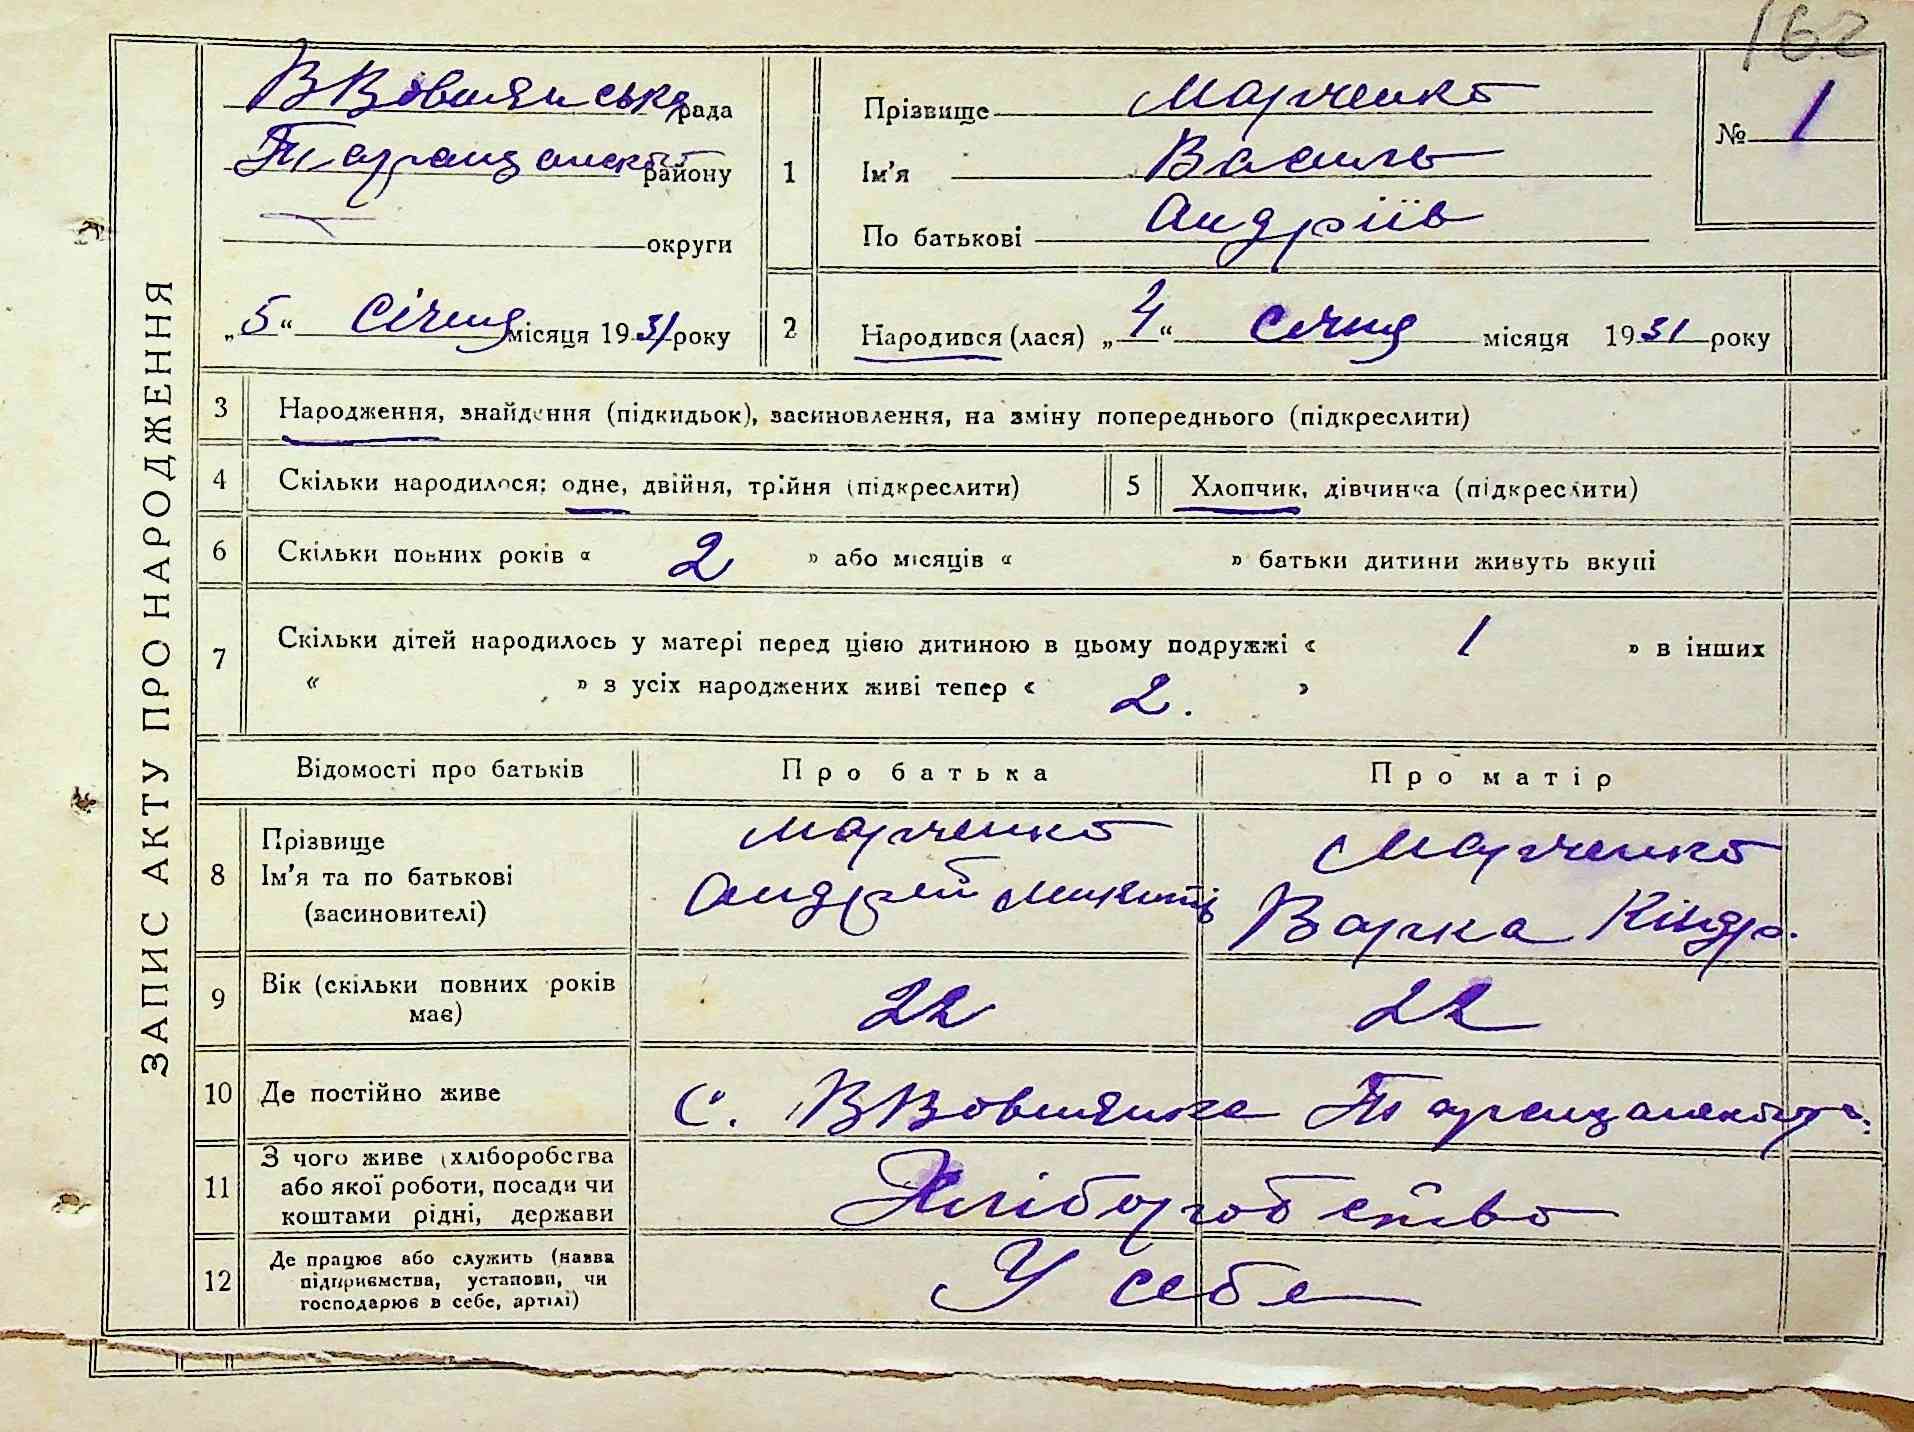 162
ЗАПИС АКТУ ПРО НАРОДЖЕННЯ
В Вовнянська рада
Таращанського району
округи
„5“ Січня місяця 1931 року
1
Прізвище Марченко
Ім'я Василь
По батькові Андріїв
№ 1
2
Народився (лася) „4“ Січня місяця 1931 року
3 Народження, знайдення (підкидьок), засиновлення, на зміну попереднього (підкреслити)
4 Скільки народилося: одне, двійня, трійня (підкреслити) 5 Хлопчик, дівчинка (підкреслити)
6 Скільки повних років « 2 » або місяців « » батьки дитини живуть вкупі
7 Скільки дітей народилось у матері перед цією дитиною в цьому подружжі « 1 » в інших
« » з усіх народжених живі тепер « 2. »
Відомості про батьків Про батька Про матір
8 Прізвище
Ім'я та по батькові
(засиновителі)
Марченко
Андрій Микит
Марченко
Варка Кіндр.
9 Вік (скільки повних років
має)
22 22
10 Де постійно живе с. В Вовнянка Таращанського р.
11 З чого живе (хліборобства
або якої роботи, посади чи
коштами рідні, держави
Хліборобство
12 Де працює або служить (назва
підприємства, установи, чи
господарює в себе, артілі)
У себе